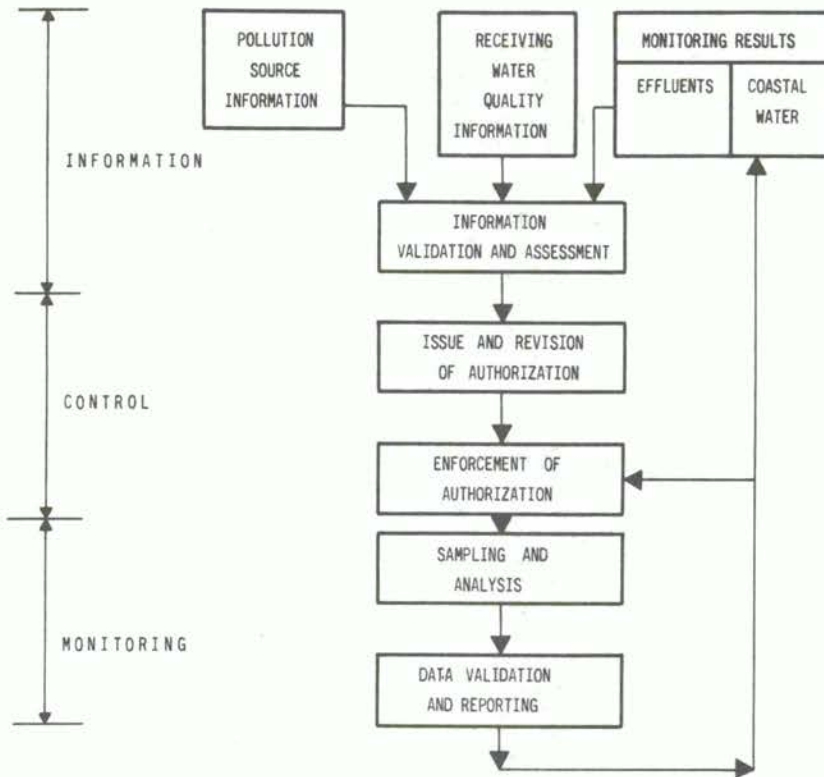 POLLUTION
SOURCE
INFORMATION
RECEIVING
WATER
QUALITY
INFORMATION
MONITORING RESULTS
EFFLUENTS
COASTAL
WATER
INFORMATION
INFORMATION
VALIDATION AND ASSESSMENT
ISSUE AND REVISION
OF AUTHORIZATION
CONTROL
ENFORCEMENT OF
AUTHORIZATION
SAMPLING AND
ANALYSIS
MONITORING
DATA VALIDATION
AND REPORTING